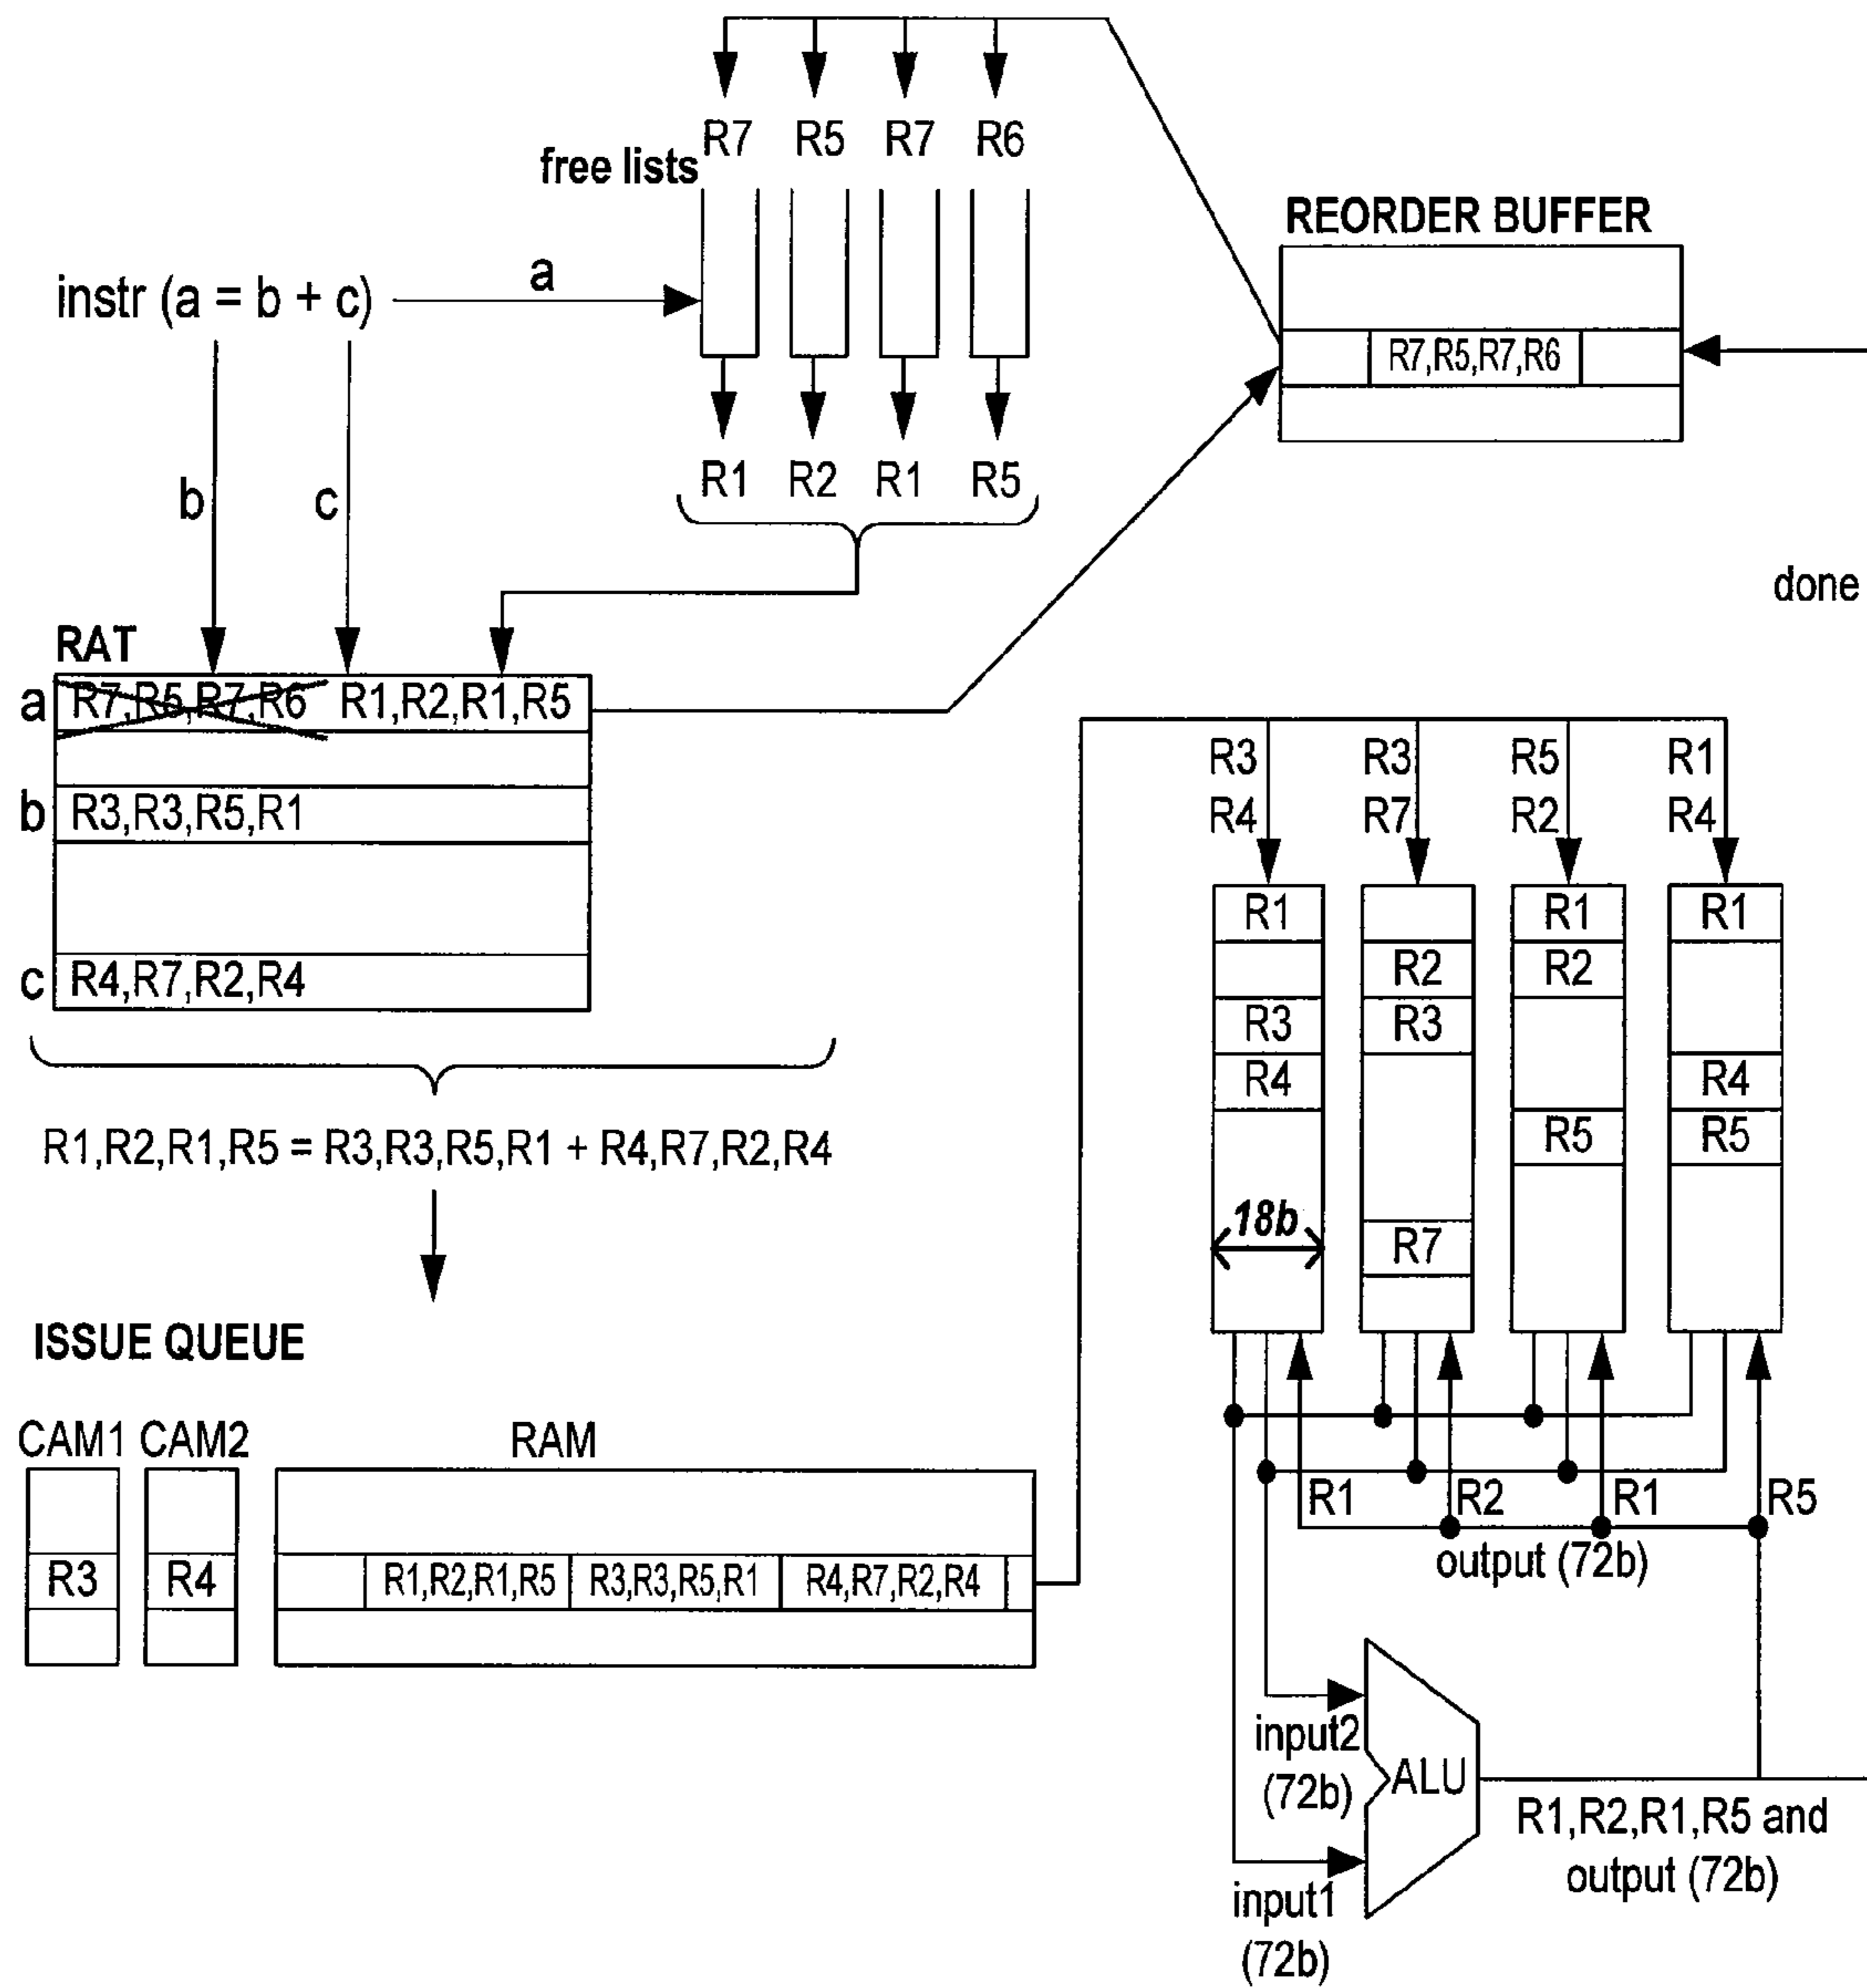 R7 R5 R7 R6
free lists
REORDER BUFFER
instr (a = b + c)
a
R7,R5,R7,R6
R1 R2 R1 R5
b
c
done
RAT
a R7,R5,R7,R6 R1,R2,R1,R5
b R3,R3,R5,R1
c R4,R7,R2,R4
R1,R2,R1,R5 = R3,R3,R5,R1 + R4,R7,R2,R4
R3 R3 R5 R1
R4 R7 R2 R4
R1 R1 R1
R2 R2
R3 R3
R4 R4
R5 R5
18b
R7
ISSUE QUEUE
CAM1 CAM2 RAM
R3 R4 R1,R2,R1,R5 R3,R3,R5,R1 R4,R7,R2,R4
R1 R2 R1 R5
output (72b)
input2
(72b)
ALU
R1,R2,R1,R5 and
output (72b)
input1
(72b)